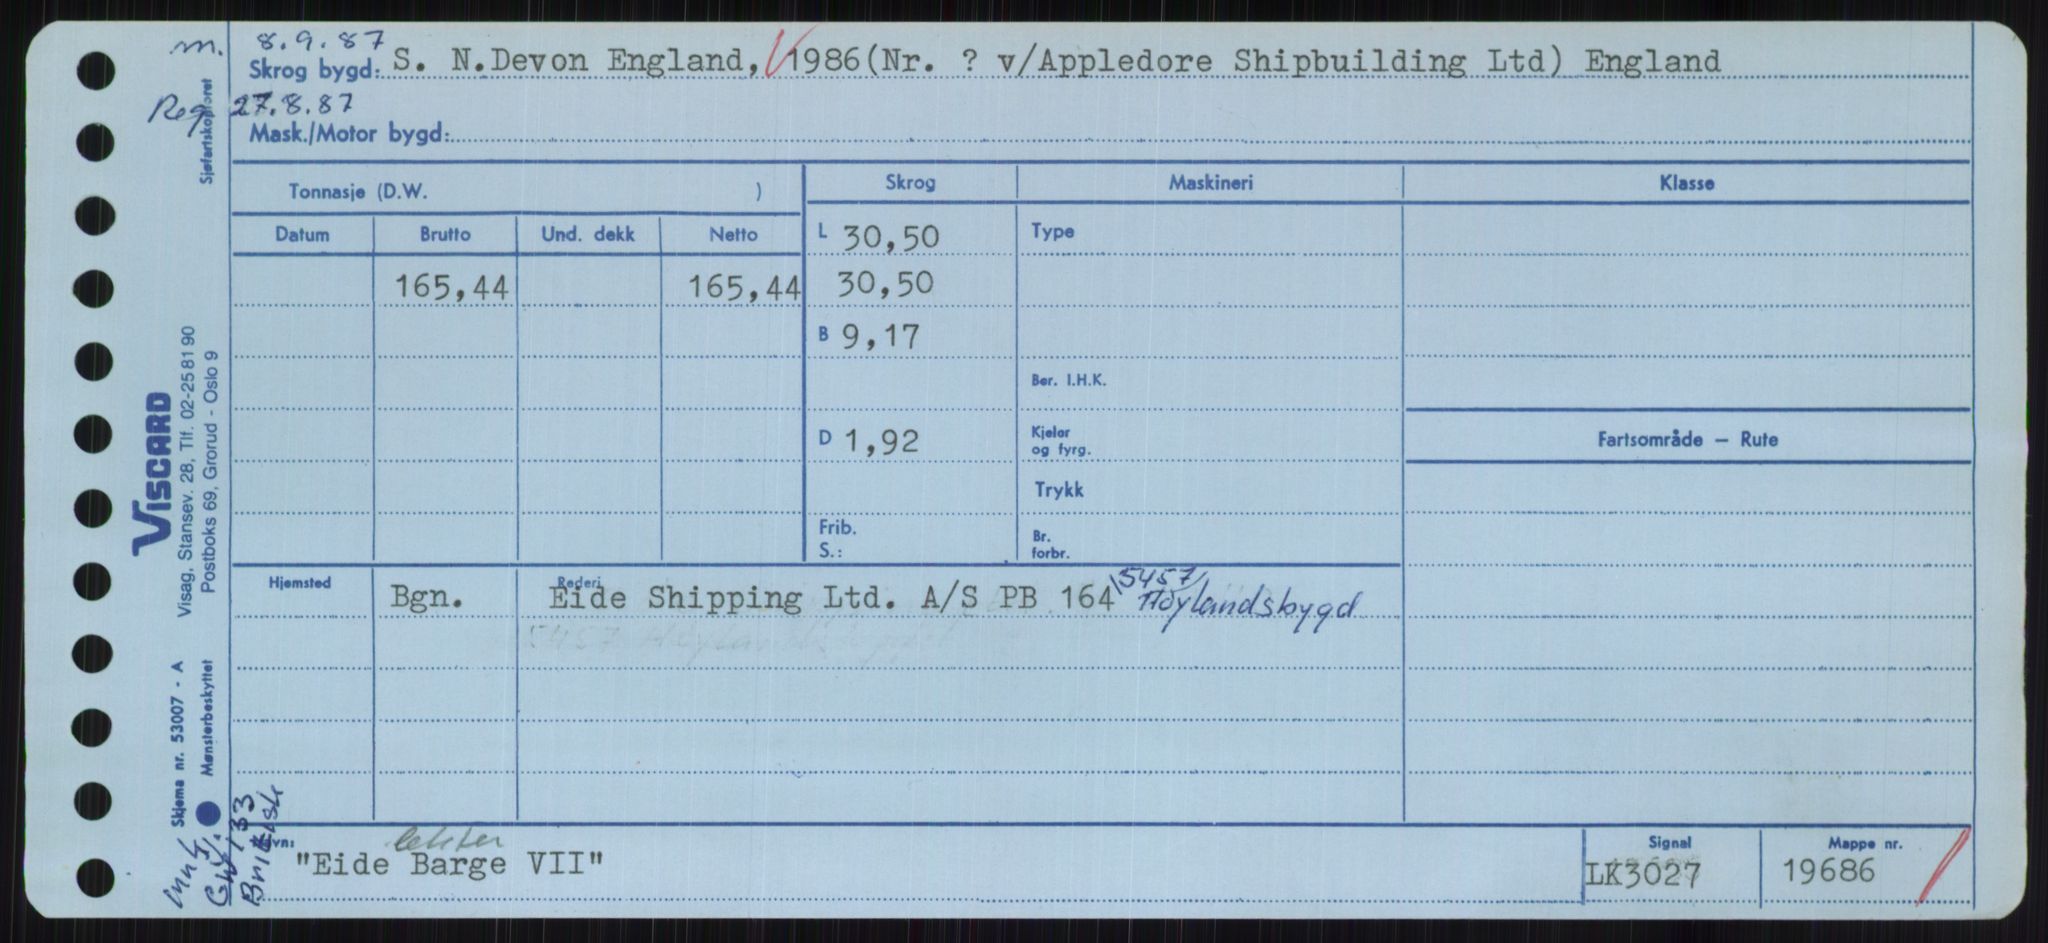 m. 8.9.87
Skrog bygd: S. N.Devon England, 1986(Nr. ? v/Appledore Shipbuilding Ltd) England
Reg 27.8.87
Mask./Motor bygd:
Sjøfartskontoret
Tonnasje (D.W. )
Skrog Maskineri Klasse
Datum Brutto Und. dekk Netto
L 30,50 Type
165,44 165,44 30,50
B 9,17
Ber. I.H.K.
D 1,92 Kjeler og fyrg.
Fartsområde — Rute
Trykk
Frib. S.: Br. forbr.
Hjemsted Rederi
Bgn. Eide Shipping Ltd. A/S PB 164 5457 Høylandsbygd
5457
VISCARD
Visag, Stansev. 28, Tlf. 02-25 81 90
Postboks 69, Grorud - Oslo 9
Skjema nr. 53007 - A
Mønsterbeskyttet
Britisk
lekter
Navn: "Eide Barge VII"
Signal LK3027
Mappe nr. 19686